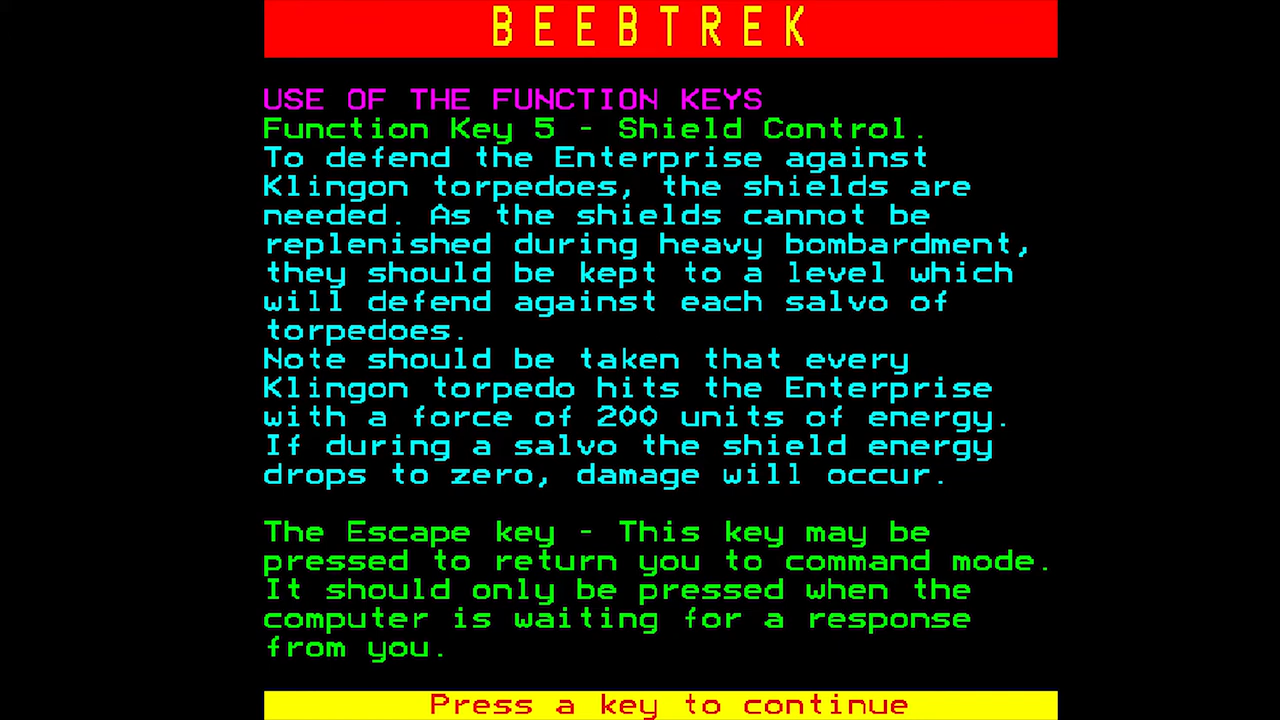 BEEBTREK
USE OF THE FUNCTION KEYS
Function Key 5 - Shield Control.
To defend the Enterprise against
Klingon torpedoes, the shields are
needed. As the shields cannot be
replenished during heavy bombardment,
they should be kept to a level which
will defend against each salvo of
torpedoes.
Note should be taken that every
Klingon torpedo hits the Enterprise
with a force of 200 units of energy.
If during a salvo the shield energy
drops to zero, damage will occur.
The Escape key - This key may be
pressed to return you to command mode.
It should only be pressed when the
computer is waiting for a response
from you.
Press a key to continue